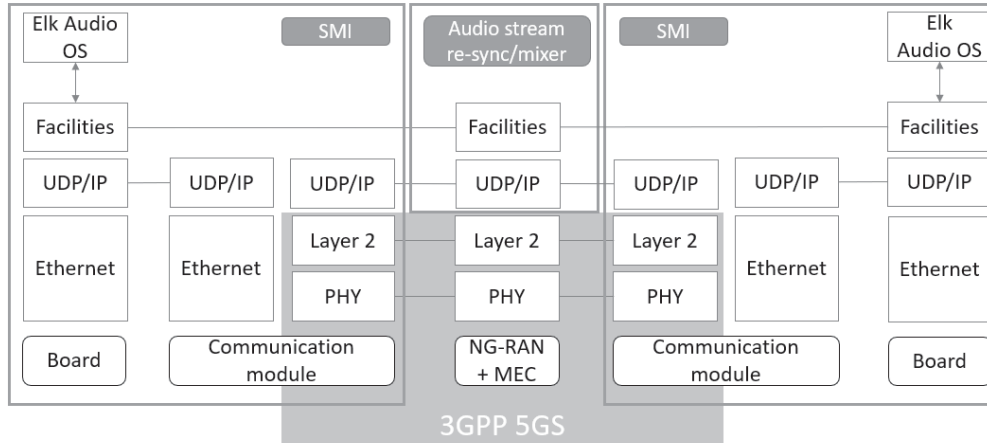 Elk Audio
OS
SMI
Audio stream
re-sync/mixer
SMI
Elk
Audio OS
Facilities
Facilities
Facilities
UDP/IP
UDP/IP
UDP/IP
UDP/IP
UDP/IP
UDP/IP
UDP/IP
Ethernet
Ethernet
Layer 2
Layer 2
Layer 2
Ethernet
Ethernet
PHY
PHY
PHY
Board
Communication
module
NG-RAN
+ MEC
Communication
module
Board
3GPP 5GS